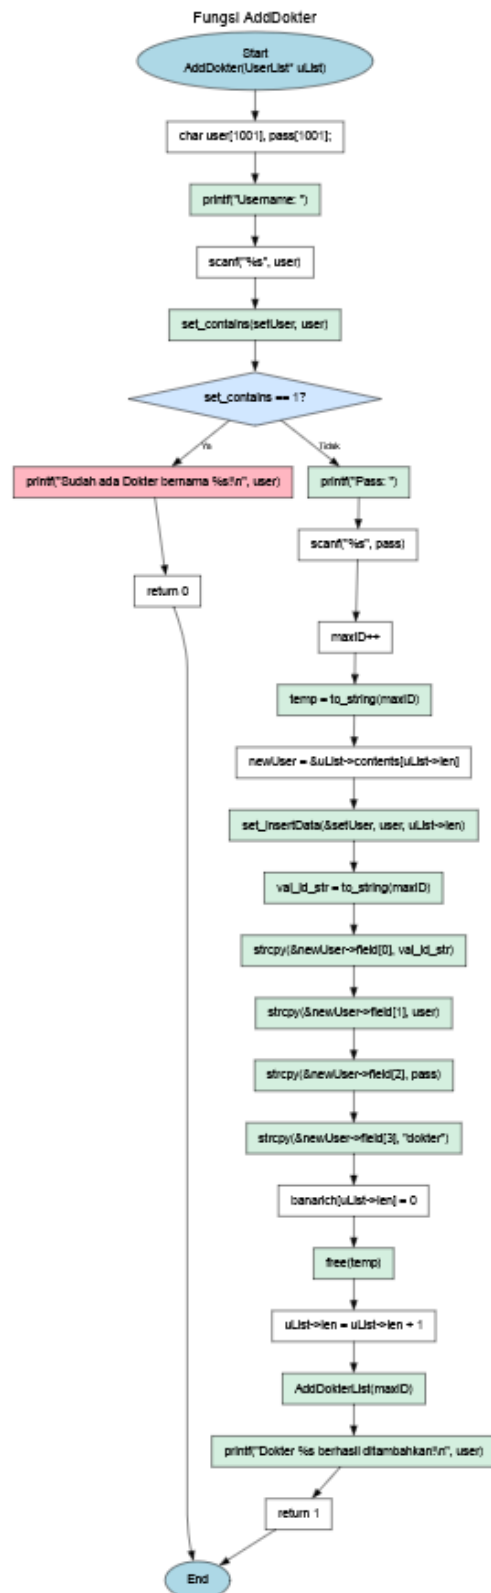 Fungsi AddDokter
Start
AddDokter(UserList* uList)
char user[1001], pass[1001];
printf("Username: ")
scanf("%s", user)
set_contains(setUser, user)
set_contains == 1?
Ya
Tidak
printf("Sudah ada Dokter bernama %s!\n", user)
printf("Pass: ")
scanf("%s", pass)
return 0
maxID++
temp = to_string(maxID)
newUser = &uList->contents[uList->len]
set_insertData(&setUser, user, uList->len)
val_id_str = to_string(maxID)
strcpy(&newUser->field[0], val_id_str)
strcpy(&newUser->field[1], user)
strcpy(&newUser->field[2], pass)
strcpy(&newUser->field[3], "dokter")
banarich[uList->len] = 0
free(temp)
uList->len = uList->len + 1
AddDokterList(maxID)
printf("Dokter %s berhasil ditambahkan!\n", user)
return 1
End